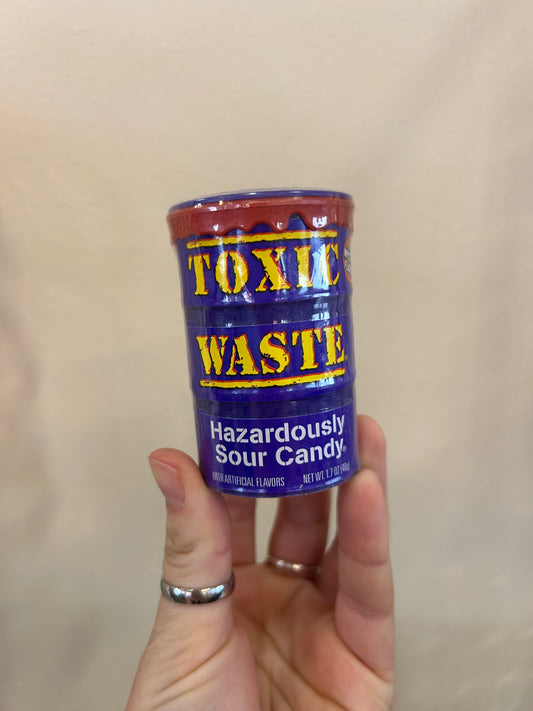 TOXIC
WASTE
Hazardously
Sour Candy®
WITH ARTIFICIAL FLAVORS NET WT. 1.7 OZ (48g)